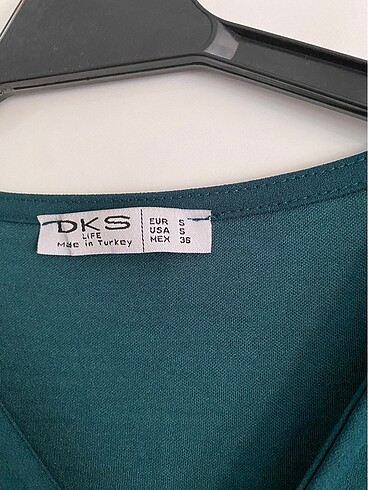 DKS
LIFE
Made in Turkey
EUR S
USA S
MEX 36